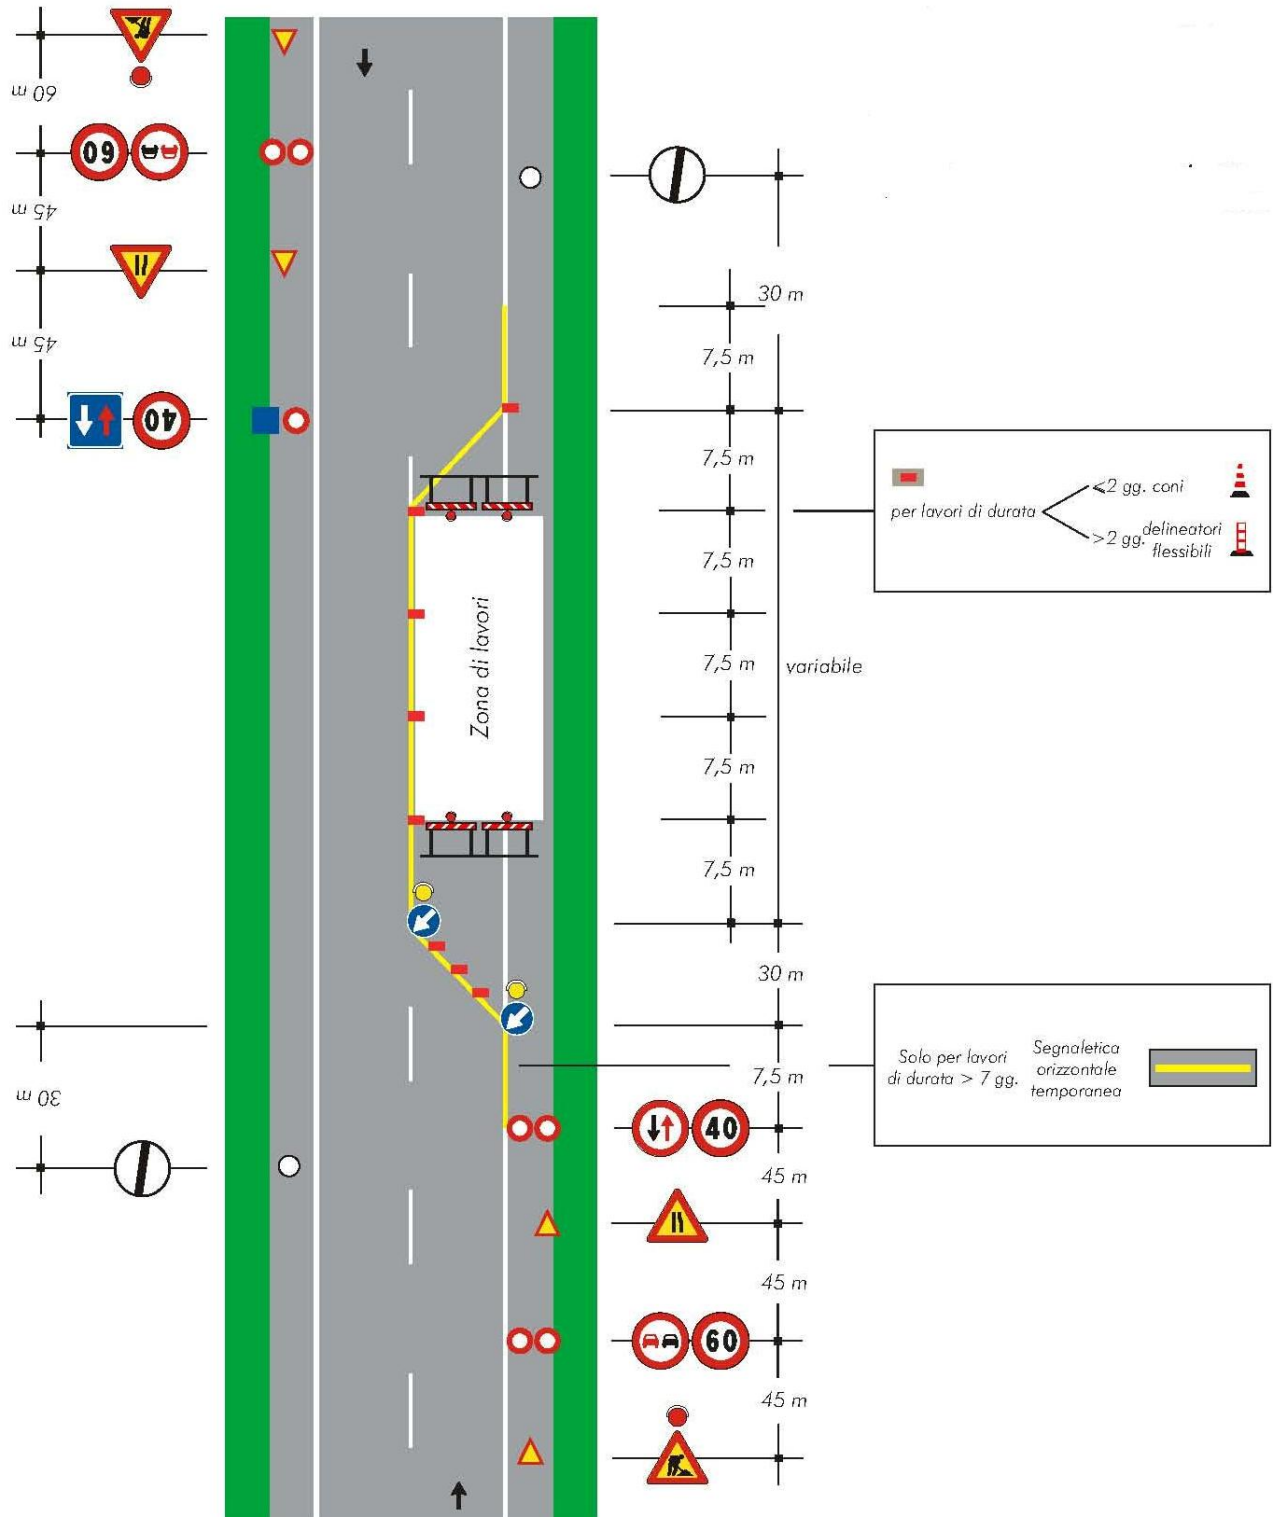 60 m
60
45 m
45 m
40
30 m
30 m
7,5 m
7,5 m
7,5 m
7,5 m
7,5 m
7,5 m
variabile
30 m
7,5 m
40
45 m
45 m
60
45 m
Zona di lavori
per lavori di durata
<2 gg. coni
>2 gg. delineatori
flessibili
Solo per lavori
di durata > 7 gg.
Segnaletica
orizzontale
temporanea